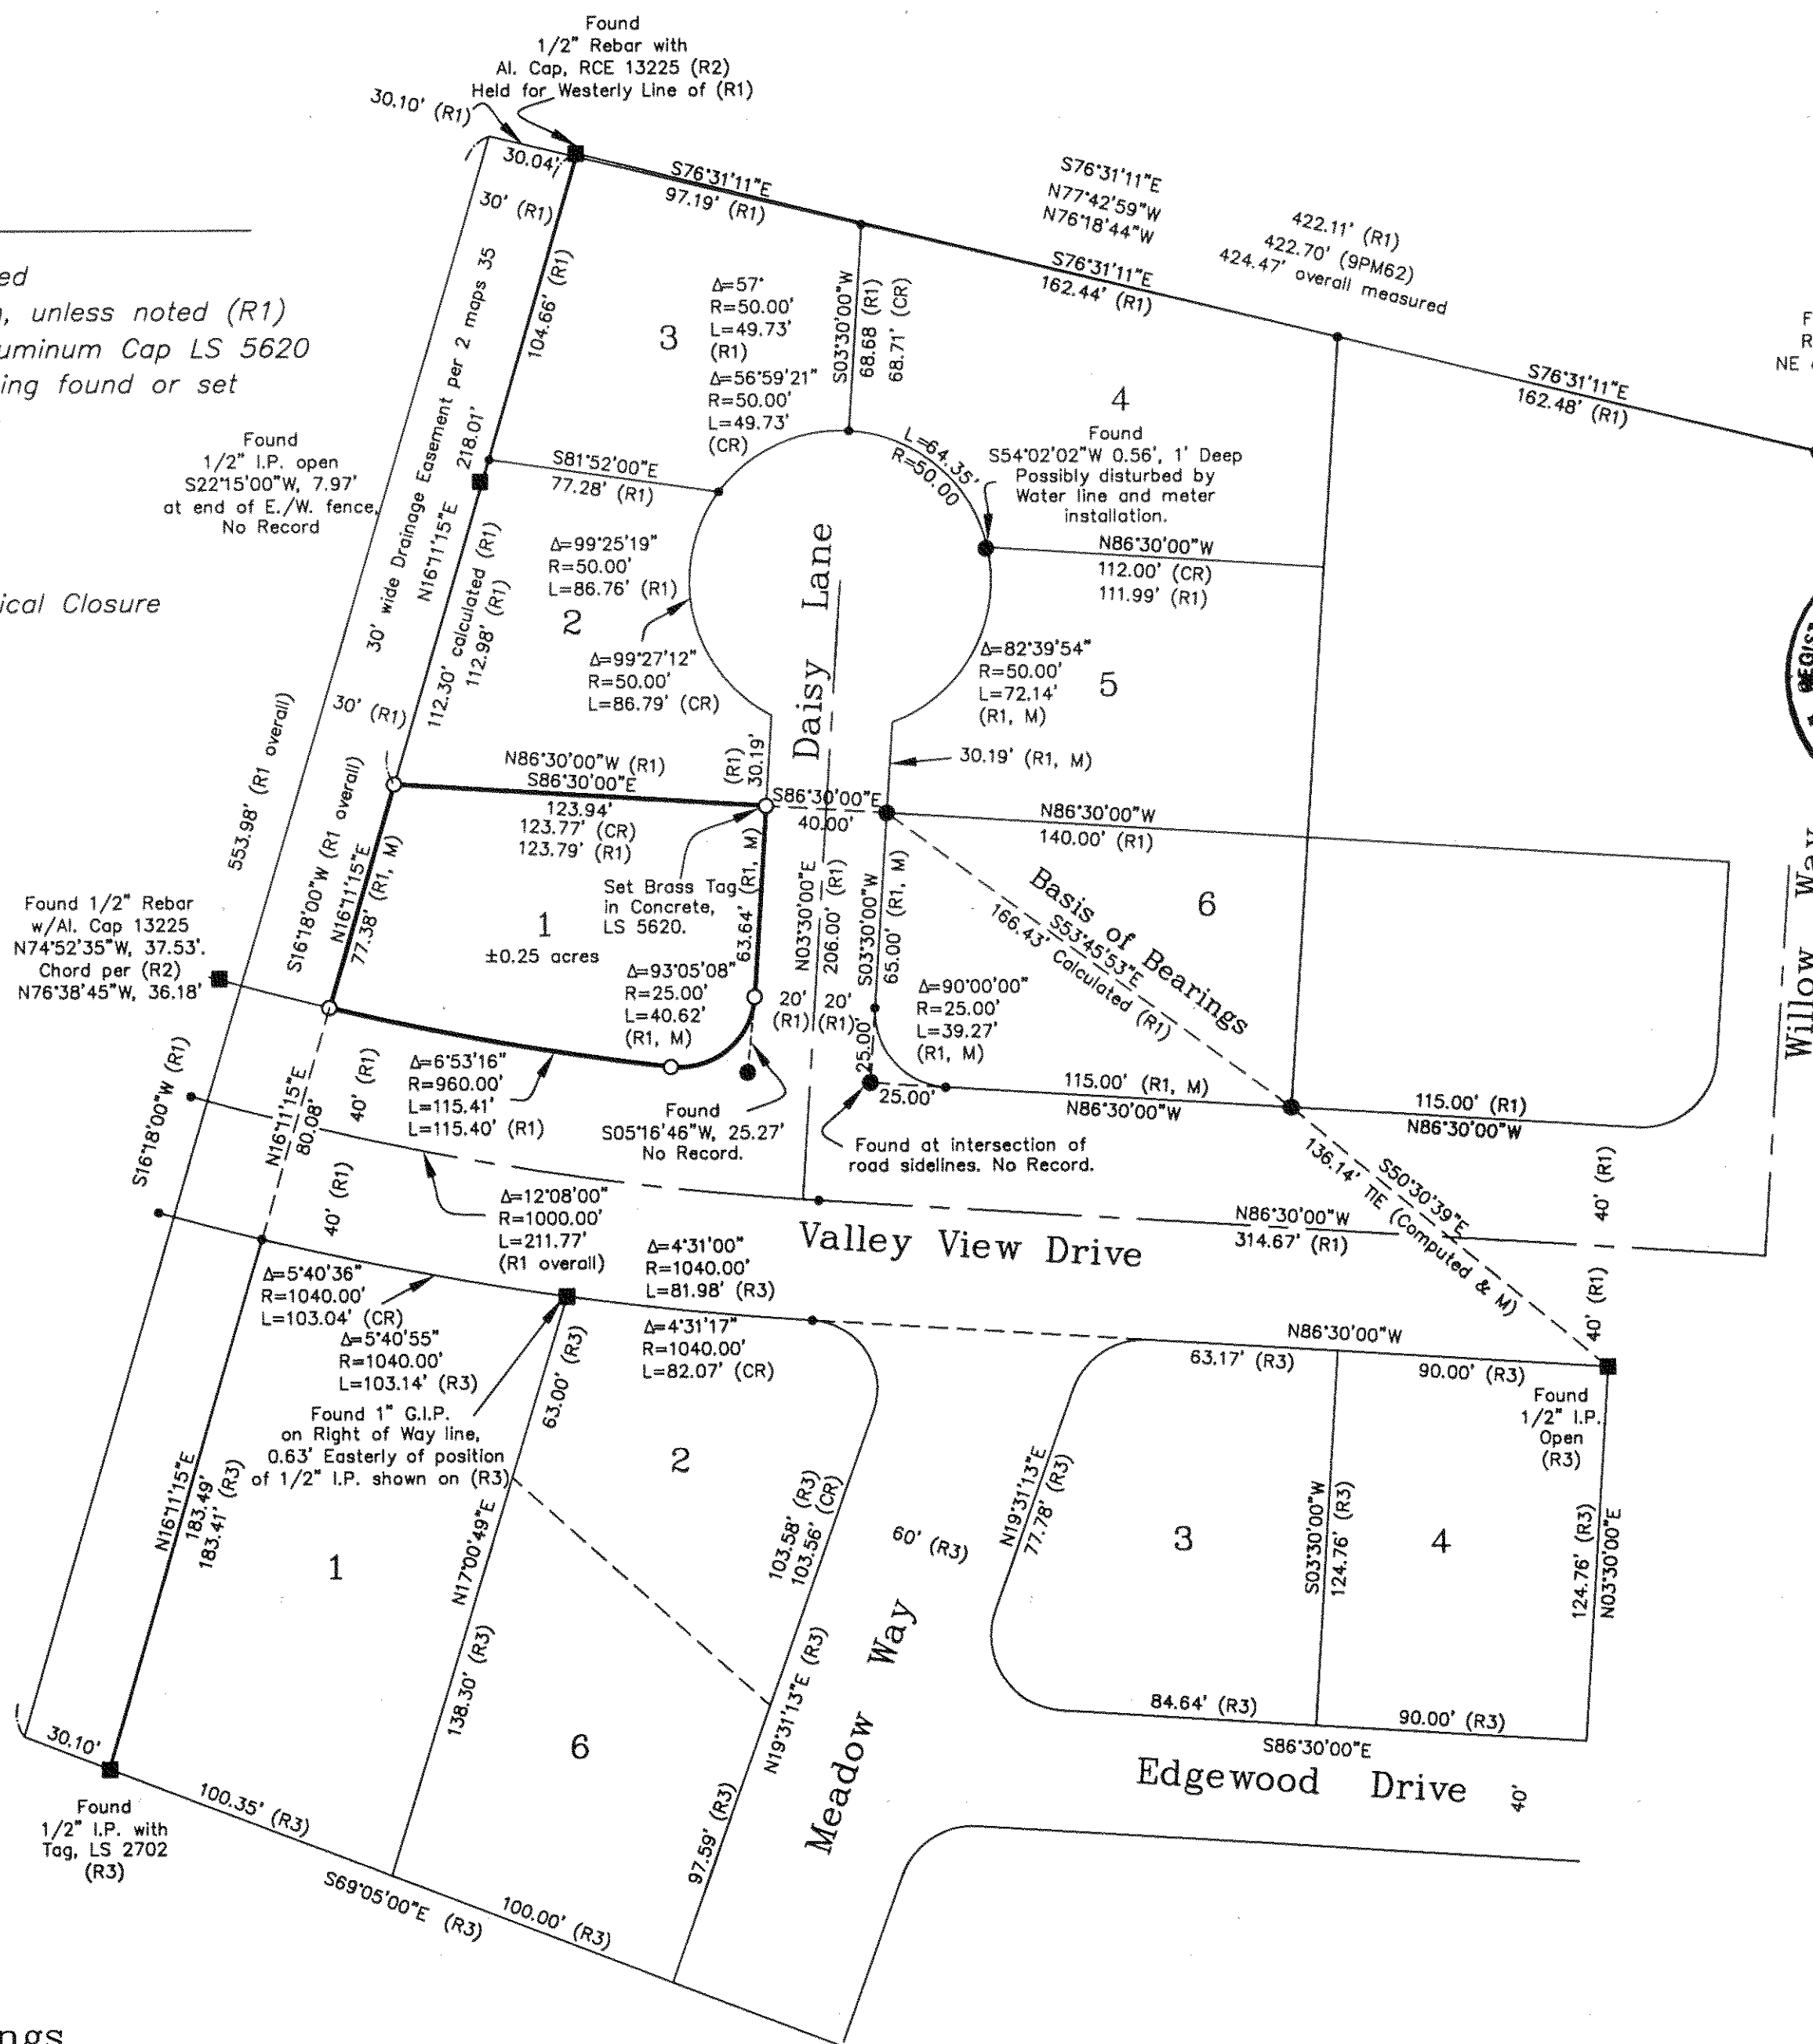 Found
1/2" Rebar with
Al. Cap, RCE 13225 (R2)
Held for Westerly Line of (R1)
30.10' (R1)
30.04'
30' (R1)
S76°31'11"E
97.19' (R1)
S76°31'11"E
N77°42'59"W
N76°18'44"W
422.11' (R1)
422.70' (9PM62)
424.47' overall measured
S76°31'11"E
162.44' (R1)
S76°31'11"E
162.48' (R1)
F
R
NE
ed
, unless noted (R1)
uminum Cap LS 5620
ing found or set
ical Closure
104.66' (R1)
30' wide Drainage Easement per 2 maps 35
218.01'
N16°11'15"E
Δ=57'
R=50.00'
L=49.73'
(R1)
Δ=56°59'21"
R=50.00'
L=49.73'
(CR)
3
S03°30'00"W
68.68 (R1)
68.71' (CR)
4
Found
S54°02'02"W 0.56', 1' Deep
Possibly disturbed by
Water line and meter
installation.
L=64.35'
R=50.00
Found
1/2" I.P. open
S22°15'00"W, 7.97'
at end of E./W. fence,
No Record
S81°52'00"E
77.28' (R1)
N86°30'00"W
112.00' (CR)
111.99' (R1)
Δ=99°25'19"
R=50.00'
L=86.76' (R1)
2
Δ=99°27'12"
R=50.00'
L=86.79' (CR)
112.30' calculated (R1)
112.98' (R1)
30' (R1)
Daisy Lane
Δ=82°39'54"
R=50.00'
L=72.14'
(R1, M)
5
30.19' (R1, M)
(R1)
30.19'
553.98' (R1 overall)
S16°18'00"W (R1 overall)
N16°11'15"E
77.38' (R1, M)
N86°30'00"W (R1)
S86°30'00"E
123.94'
123.77' (CR)
123.79' (R1)
S86°30'00"E
40.00'
N86°30'00"W
140.00' (R1)
Set Brass Tag
in Concrete,
LS 5620.
63.64' (R1, M)
1
±0.25 acres
Δ=93°05'08"
R=25.00'
L=40.62'
(R1, M)
N03°30'00"E
206.00' (R1)
S03°30'00"W
65.00' (R1, M)
20'
(R1)
20'
(R1)
25.00'
25.00'
Δ=90°00'00"
R=25.00'
L=39.27'
(R1, M)
Basis of Bearings
S53°45'53"E
166.43' Calculated (R1)
6
Willow Way
REGIS
Found 1/2" Rebar
w/Al. Cap 13225
N74°52'35"W, 37.53'.
Chord per (R2)
N76°38'45"W, 36.18'
S16°18'00"W (R1)
N16°11'15"E
80.08'
40' (R1)
40' (R1)
Δ=6°53'16"
R=960.00'
L=115.41'
L=115.40' (R1)
Found
S05°16'46"W, 25.27'
No Record.
Found at intersection of
road sidelines. No Record.
115.00' (R1, M)
N86°30'00"W
115.00' (R1)
N86°30'00"W
Δ=12°08'00"
R=1000.00'
L=211.77'
(R1 overall)
Valley View Drive
N86°30'00"W
314.67' (R1)
S50°30'39"E
136.14' TIE (Computed & M)
40' (R1)
40' (R1)
Δ=5°40'36"
R=1040.00'
L=103.04' (CR)
Δ=5°40'55
R=1040.00'
L=103.14' (R3)
Δ=4°31'00"
R=1040.00'
L=81.98' (R3)
Δ=4°31'17"
R=1040.00'
L=82.07' (CR)
N86°30'00"W
63.17' (R3)
90.00' (R3)
Found
1/2" I.P.
Open
(R3)
Found 1" G.I.P.
on Right of Way line,
0.63' Easterly of position
of 1/2" I.P. shown on (R3)
63.00' (R3)
2
N16°11'15"E
183.49'
183.41' (R3)
1
N17°00'49"E
138.30' (R3)
103.58' (R3)
103.56' (CR)
60' (R3)
N19°31'13"E
77.78' (R3)
3
S03°30'00"W
124.76' (R3)
4
124.76' (R3)
N03°30'00"E
6
N19°31'13"E (R3)
97.59' (R3)
Meadow Way
84.64' (R3)
90.00' (R3)
S86°30'00"E
Edgewood Drive
40'
30.10'
Found
1/2" I.P. with
Tag, LS 2702
(R3)
100.35' (R3)
S69°05'00"E (R3)
100.00' (R3)
ngs